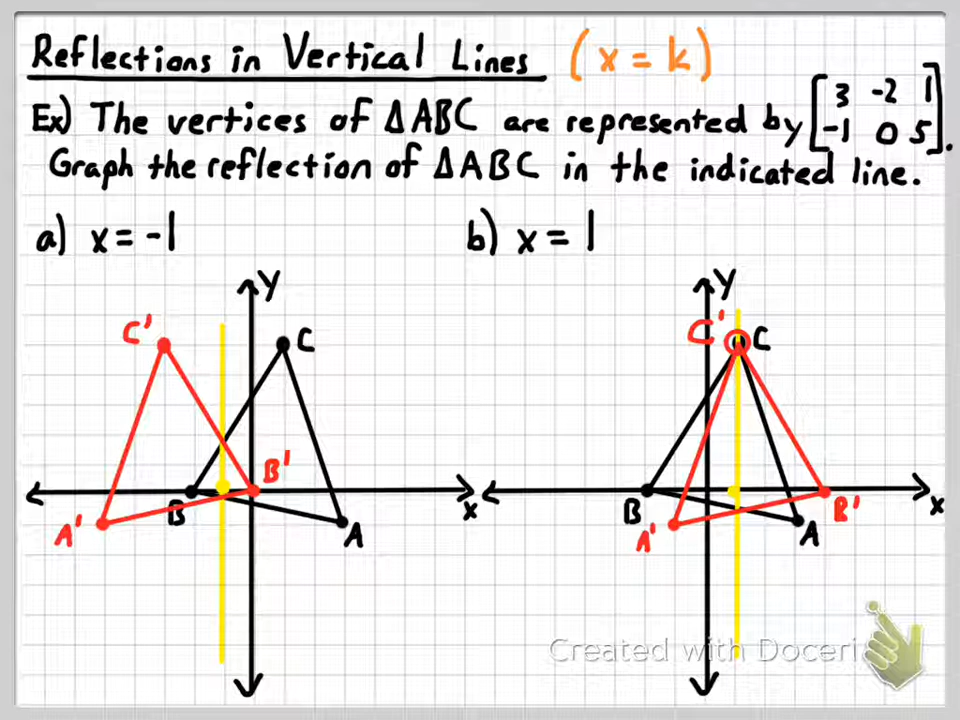 Reflections in Vertical Lines (x = k)
Ex) The vertices of ΔABC are represented by [3 -2 1
-1 0 5].
Graph the reflection of ΔABC in the indicated line.
a) x = -1
b) x = 1
y
C'
C
B'
B
x
A'
A
y
C'
C
B
B'
x
A'
A
Created with Doceri